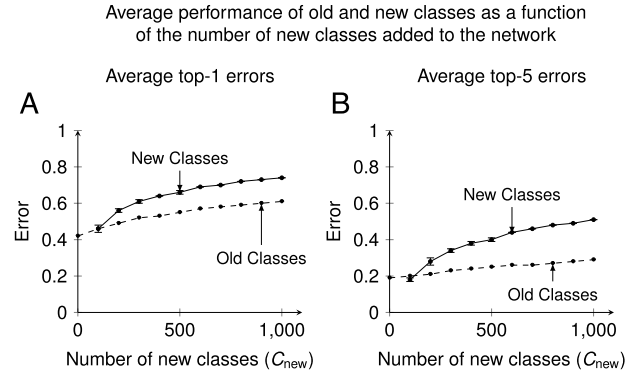 Average performance of old and new classes as a function
of the number of new classes added to the network
Average top-1 errors
A
1
0.8
0.6
0.4
0.2
0
Error
New Classes
Old Classes
0
500
1,000
Number of new classes (Cnew)
Average top-5 errors
B
1
0.8
0.6
0.4
0.2
0
Error
New Classes
Old Classes
0
500
1,000
Number of new classes (Cnew)